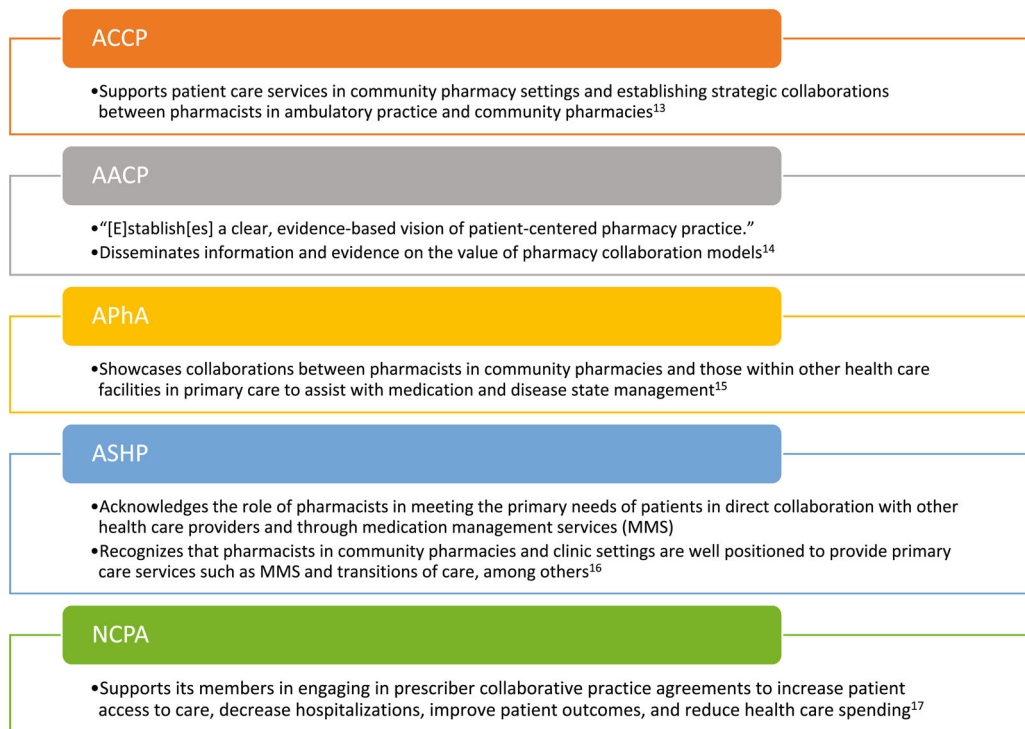 ACCP
•Supports patient care services in community pharmacy settings and establishing strategic collaborations
between pharmacists in ambulatory practice and community pharmacies¹³
AACP
•“[E]stablish[es] a clear, evidence-based vision of patient-centered pharmacy practice.”
•Disseminates information and evidence on the value of pharmacy collaboration models¹⁴
APhA
•Showcases collaborations between pharmacists in community pharmacies and those within other health care
facilities in primary care to assist with medication and disease state management¹⁵
ASHP
•Acknowledges the role of pharmacists in meeting the primary needs of patients in direct collaboration with other
health care providers and through medication management services (MMS)
•Recognizes that pharmacists in community pharmacies and clinic settings are well positioned to provide primary
care services such as MMS and transitions of care, among others¹⁶
NCPA
•Supports its members in engaging in prescriber collaborative practice agreements to increase patient
access to care, decrease hospitalizations, improve patient outcomes, and reduce health care spending¹⁷